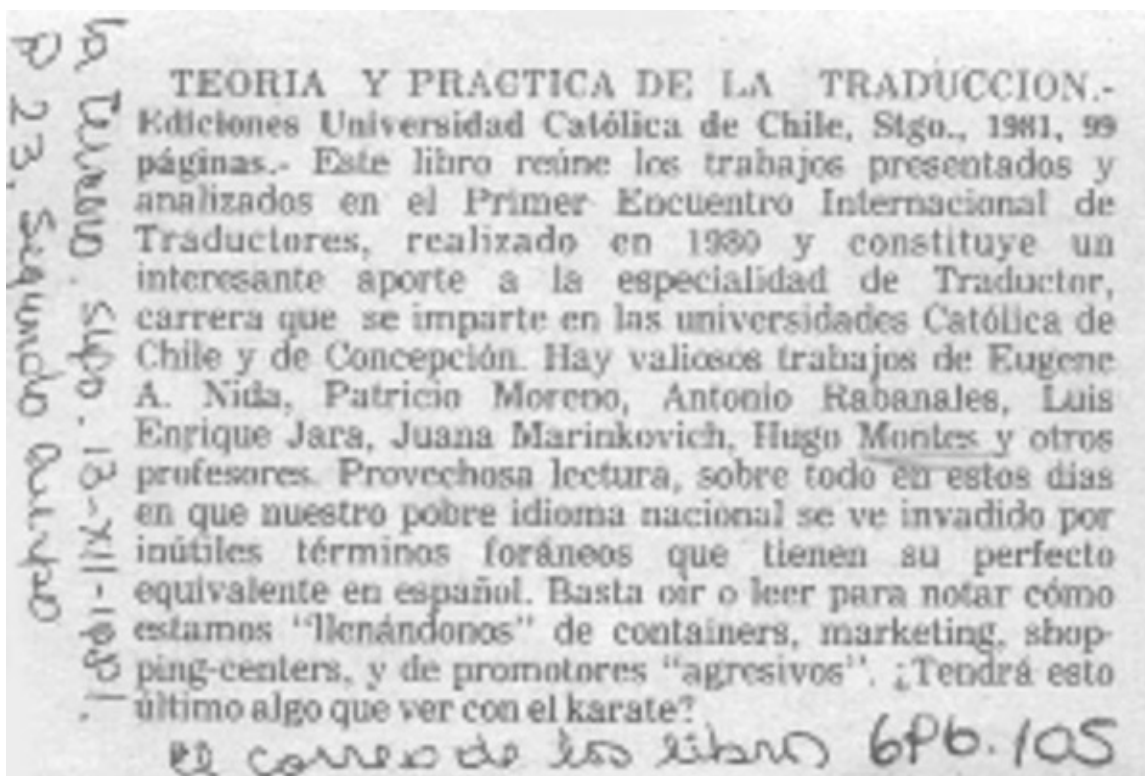 TEORIA Y PRACTICA DE LA TRADUCCION.-
Ediciones Universidad Católica de Chile, Stgo., 1981, 99
páginas.- Este libro reúne los trabajos presentados y
analizados en el Primer Encuentro Internacional de
Traductores, realizado en 1980 y constituye un
interesante aporte a la especialidad de Traductor,
carrera que se imparte en las universidades Católica de
Chile y de Concepción. Hay valiosos trabajos de Eugene
A. Nida, Patricio Moreno, Antonio Rabanales, Luis
Enrique Jara, Juana Marinkovich, Hugo Montes y otros
profesores. Provechosa lectura, sobre todo en estos días
en que nuestro pobre idioma nacional se ve invadido por
inútiles términos foráneos que tienen su perfecto
equivalente en español. Basta oír o leer para notar cómo
estamos "llenándonos" de containers, marketing, shop-
ping-centers, y de promotores "agresivos". ¿Tendrá esto
último algo que ver con el karate?
El correo de los libros 6P6.105
La Tercera. Sup. 13-XII-1981.
P 23, Segundo cuerpo